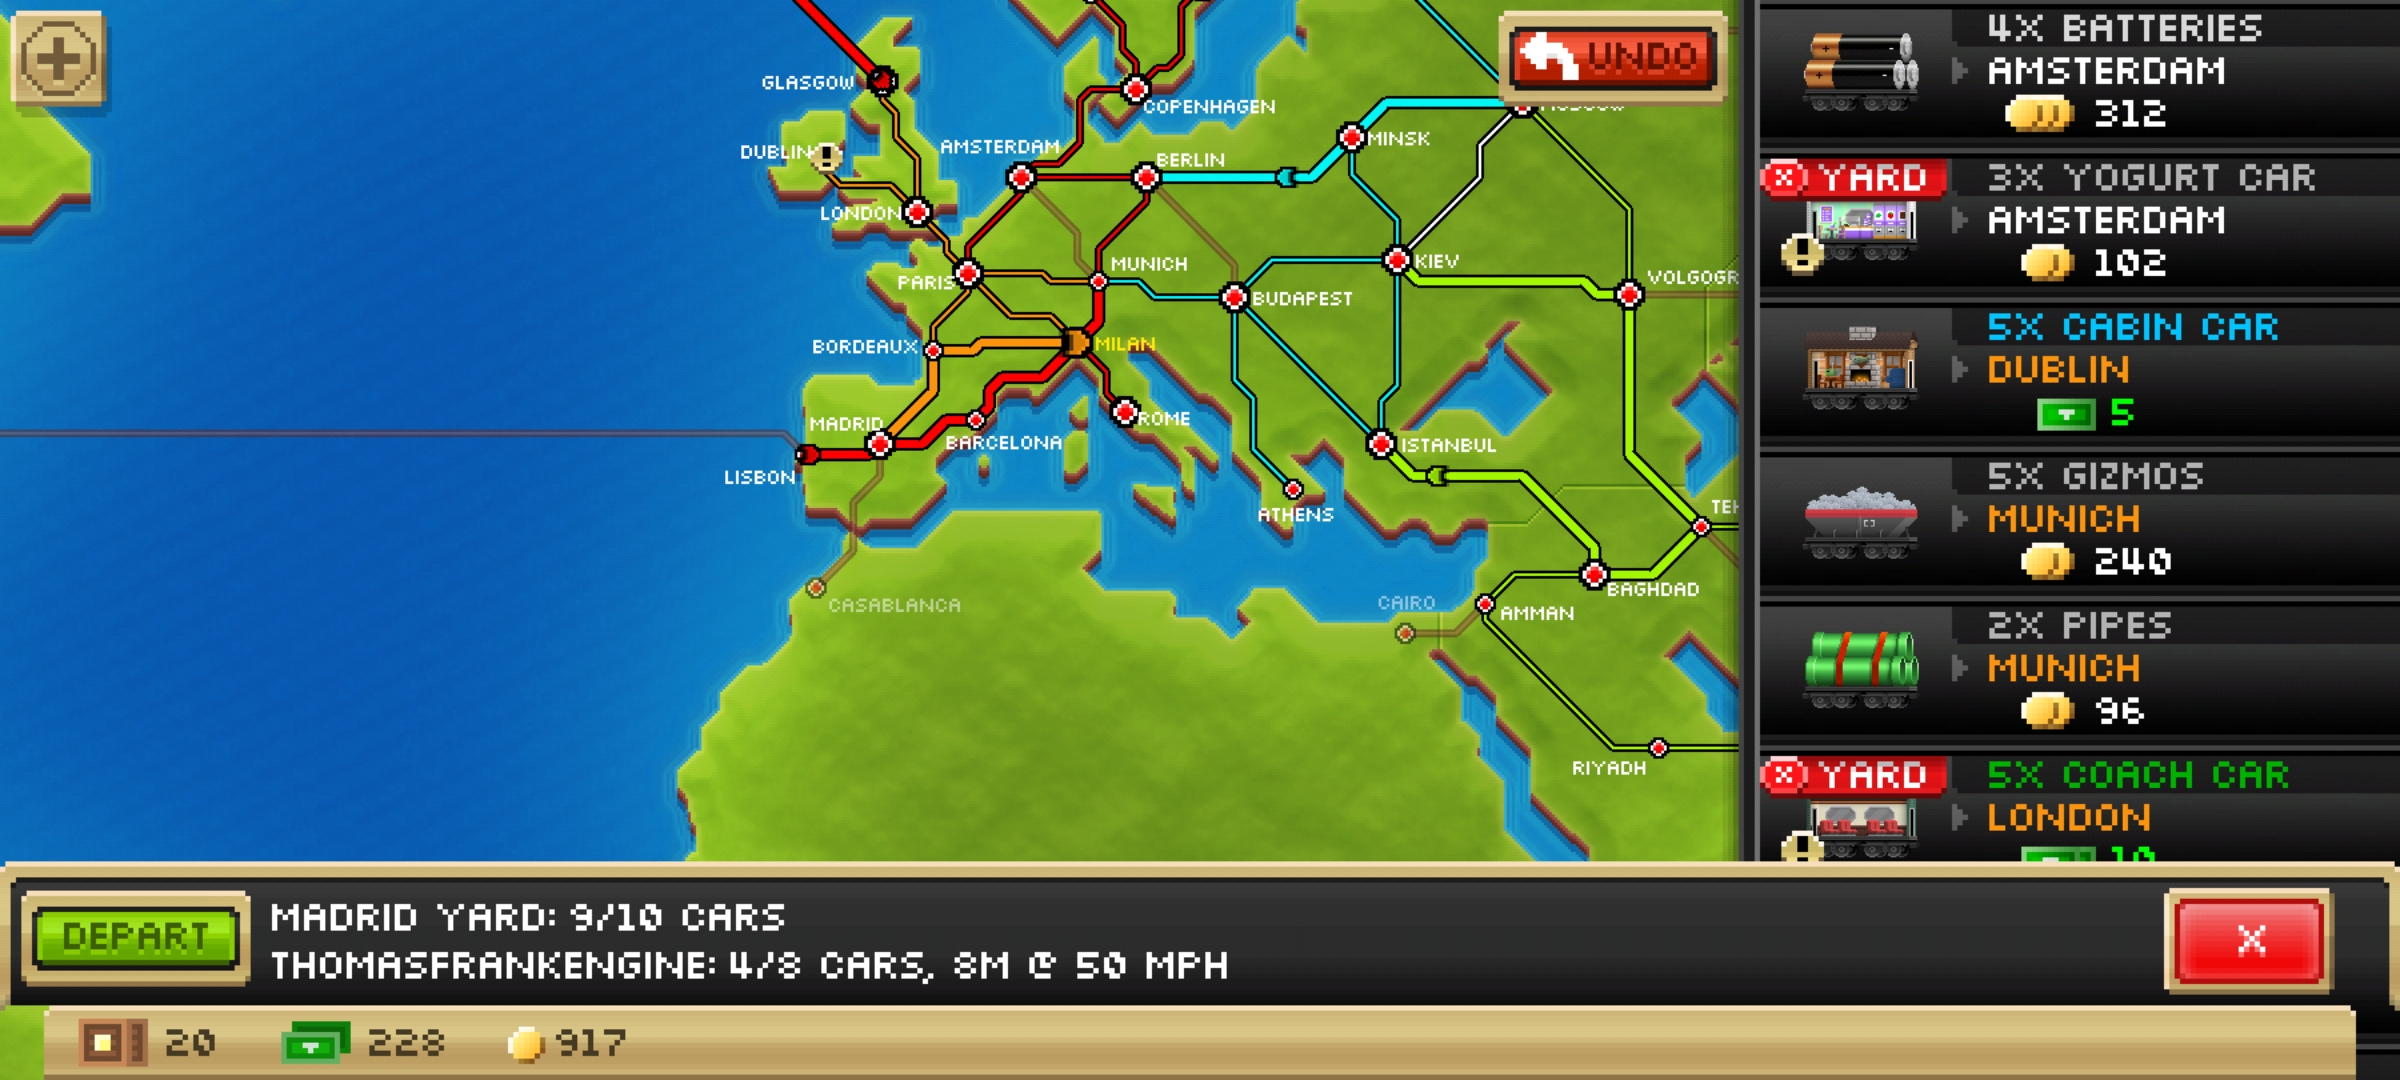 GLASGOW
COPENHAGEN
DUBLIN
AMSTERDAM
BERLIN
MINSK
LONDON
PARIS
MUNICH
BUDAPEST
KIEV
BORDEAUX
MILAN
MADRID
BARCELONA
ROME
LISBON
ISTANBUL
ATHENS
CASABLANCA
CAIRO
AMMAN
BAGHDAD
RIYADH
UNDO
4X BATTERIES
AMSTERDAM
312
YARD
3X YOGURT CAR
AMSTERDAM
102
5X CABIN CAR
DUBLIN
5
5X GIZMOS
MUNICH
240
2X PIPES
MUNICH
96
YARD
5X COACH CAR
LONDON
10
DEPART
MADRID YARD: 9/10 CARS
THOMASFRANKENGINE: 4/8 CARS, 8M @ 50 MPH
X
20
228
917